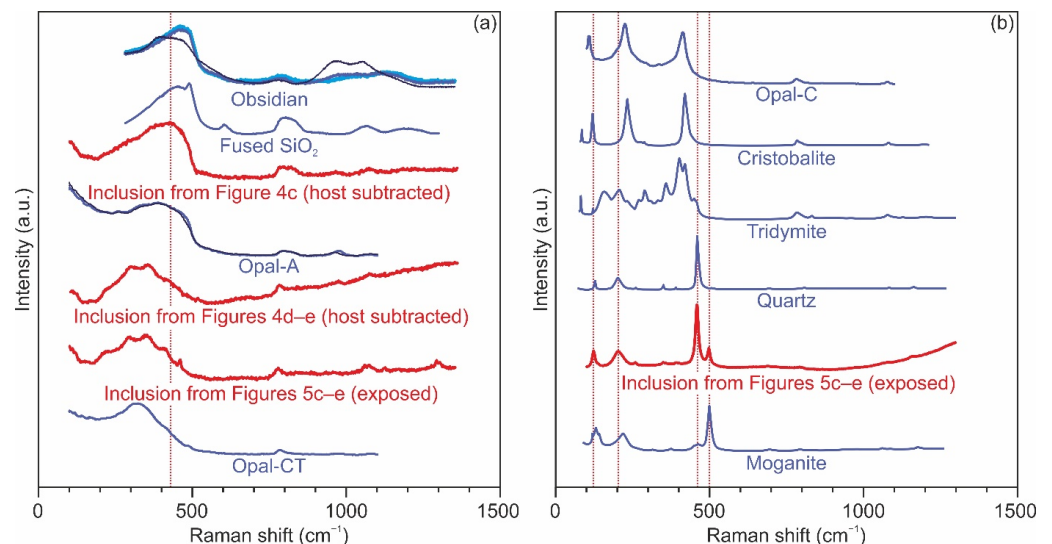 (a)
Obsidian
Fused SiO₂
Inclusion from Figure 4c (host subtracted)
Opal-A
Inclusion from Figures 4d–e (host subtracted)
Inclusion from Figures 5c–e (exposed)
Opal-CT
Intensity (a.u.)
0 500 1000 1500
Raman shift (cm⁻¹)
(b)
Opal-C
Cristobalite
Tridymite
Quartz
Inclusion from Figures 5c–e (exposed)
Moganite
Intensity (a.u.)
0 500 1000 1500
Raman shift (cm⁻¹)